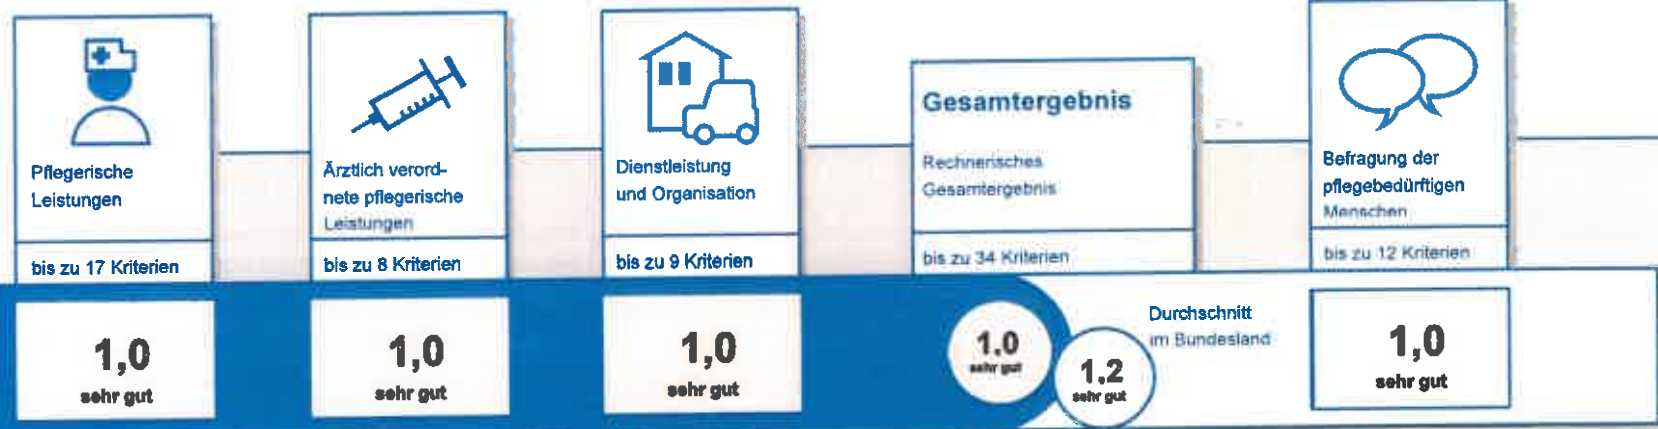 Pflegerische
Leistungen
bis zu 17 Kriterien
1,0
sehr gut
Ärztlich verord-
nete pflegerische
Leistungen
bis zu 8 Kriterien
1,0
sehr gut
Dienstleistung
und Organisation
bis zu 9 Kriterien
1,0
sehr gut
Gesamtergebnis
Rechnerisches
Gesamtergebnis
bis zu 34 Kriterien
1,0
sehr gut
1,2
sehr gut
Durchschnitt
im Bundesland
Befragung der
pflegebedürftigen
Menschen
bis zu 12 Kriterien
1,0
sehr gut